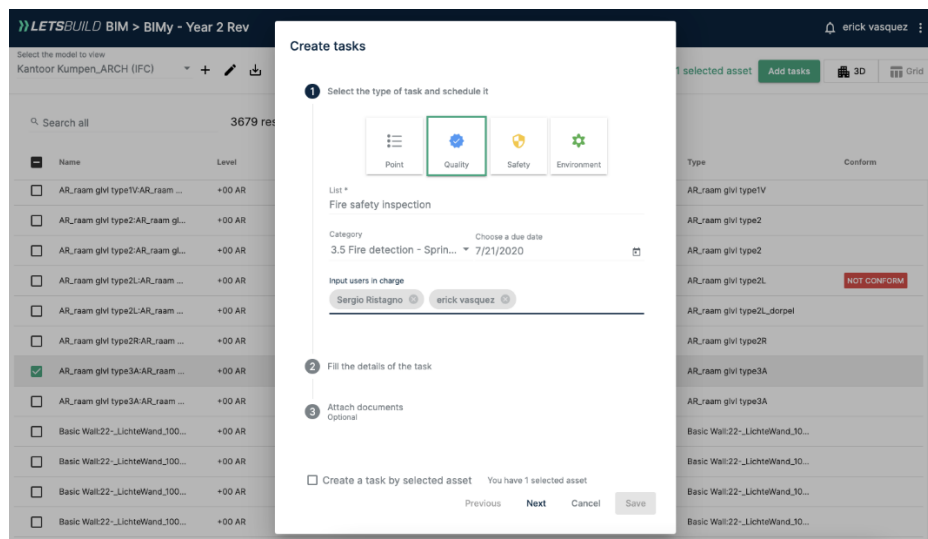 LETSBUILD BIM > BIMy - Year 2 Rev
erick vasquez
Select the model to view
Kantoor Kumpen_ARCH (IFC)
1 selected asset Add tasks 3D Grid
Search all 3679 res
Name Level Type Conform
AR_raam glvl type1V:AR_raam ... +00 AR AR_raam glvl type1V
AR_raam glvl type2:AR_raam gl... +00 AR AR_raam glvl type2
AR_raam glvl type2:AR_raam gl... +00 AR AR_raam glvl type2
AR_raam glvl type2L:AR_raam ... +00 AR AR_raam glvl type2L NOT CONFORM
AR_raam glvl type2L:AR_raam ... +00 AR AR_raam glvl type2L_dorpel
AR_raam glvl type2R:AR_raam ... +00 AR AR_raam glvl type2R
AR_raam glvl type3A:AR_raam ... +00 AR AR_raam glvl type3A
AR_raam glvl type3A:AR_raam ... +00 AR AR_raam glvl type3A
Basic Wall:22-_LichteWand_100... +00 AR Basic Wall:22-_LichteWand_10...
Basic Wall:22-_LichteWand_100... +00 AR Basic Wall:22-_LichteWand_10...
Basic Wall:22-_LichteWand_100... +00 AR Basic Wall:22-_LichteWand_10...
Basic Wall:22-_LichteWand_100... +00 AR Basic Wall:22-_LichteWand_10...
Create tasks
1 Select the type of task and schedule it
Point Quality Safety Environment
List *
Fire safety inspection
Category Choose a due date
3.5 Fire detection - Sprin... 7/21/2020
Input users in charge
Sergio Ristagno erick vasquez
2 Fill the details of the task
3 Attach documents
Optional
Create a task by selected asset You have 1 selected asset
Previous Next Cancel Save